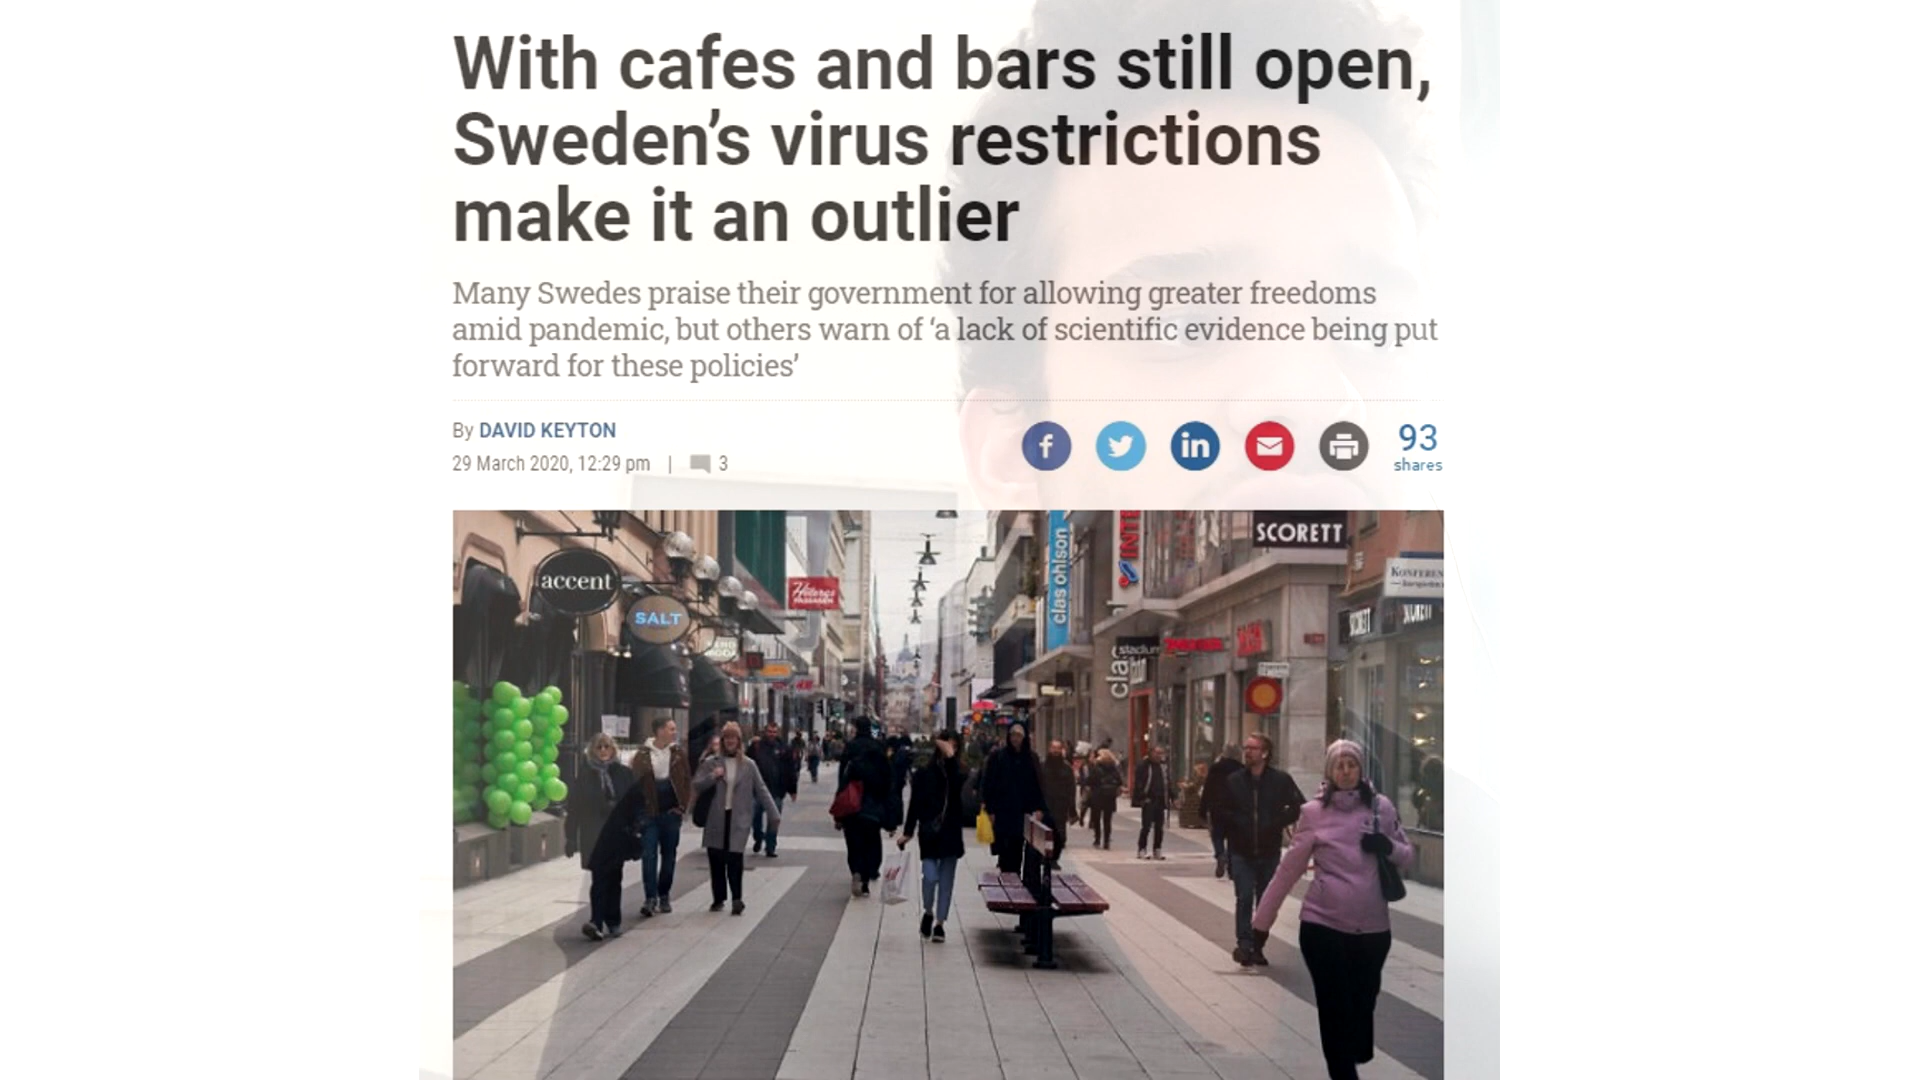 With cafes and bars still open,
Sweden’s virus restrictions
make it an outlier
Many Swedes praise their government for allowing greater freedoms
amid pandemic, but others warn of ‘a lack of scientific evidence being put
forward for these policies’
By DAVID KEYTON
29 March 2020, 12:29 pm | 3
93
shares
SCORETT
accent
SALT
clas ohlson
stadium
clas